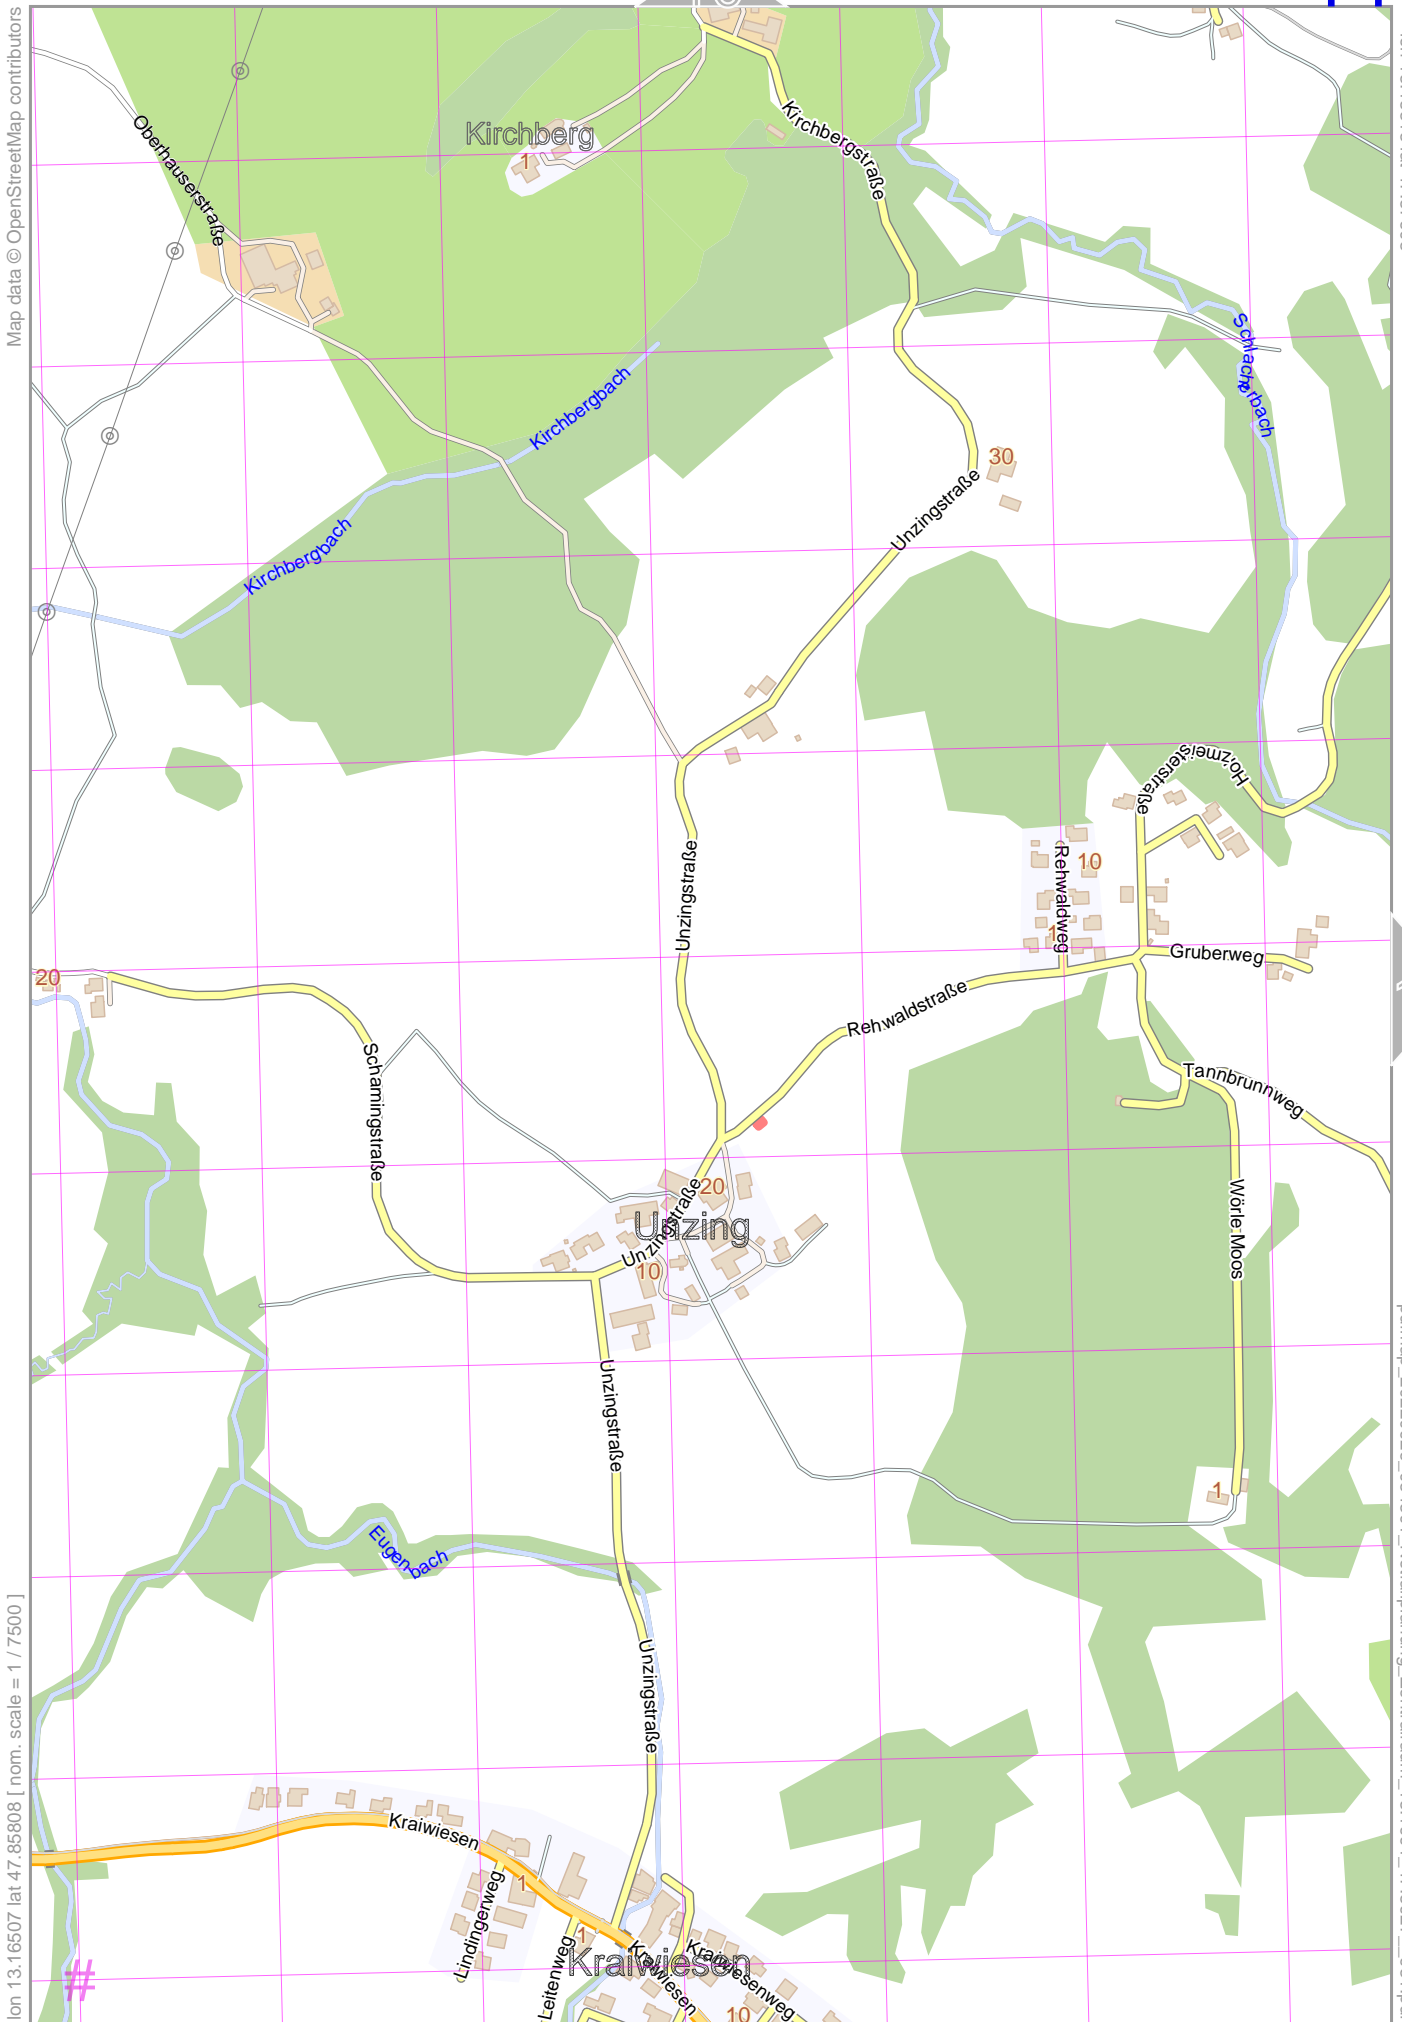 Map data © OpenStreetMap contributors
Kirchberg
1
Kirchbergstraße
Oberhauserstraße
Schlacherbach
Kirchbergbach
30
Unzingstraße
Kirchbergbach
Holzmeisterstraße
Unzingstraße
Rehwaldweg
10
1
Gruberweg
20
Rehwaldstraße
Schamingstraße
Tannbrunnweg
20
Unzing
Unzingstraße
10
Wörle Moos
Unzingstraße
1
Eugenbach
Unzingstraße
Kraiwiesen
1
Lindingerweg
1
Leitenweg
Kraiwiesen
Kraiwiesen
Kraiwiesenweg
10
#
lon 13.16507 lat 47.85808 [ nom. scale = 1 / 7500 ]